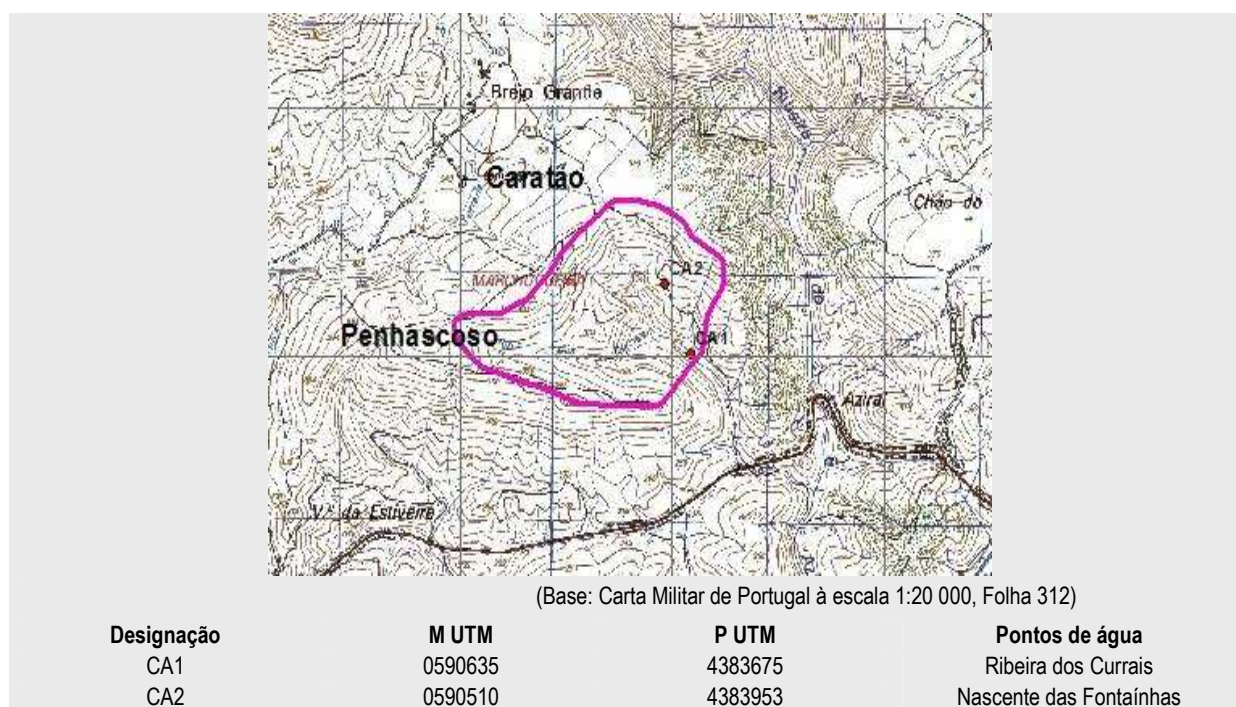 Brejo Grande
Caratão
Chão do
CA2
Penhascoso
CA1
Aziral
V.ª da Estiveira
(Base: Carta Militar de Portugal à escala 1:20 000, Folha 312)
Designação M UTM P UTM Pontos de água
CA1 0590635 4383675 Ribeira dos Currais
CA2 0590510 4383953 Nascente das Fontaínhas